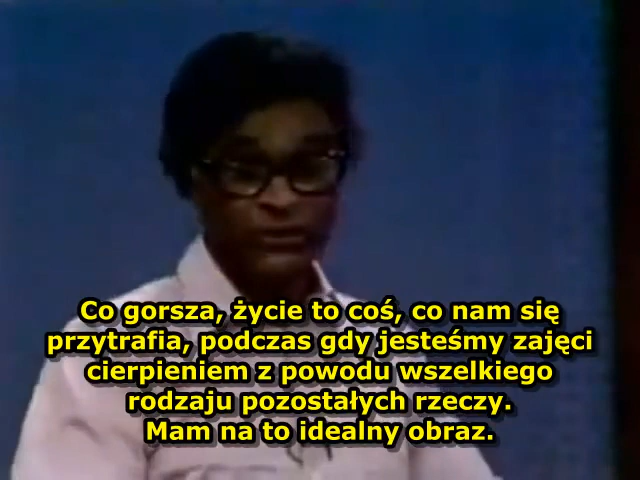 Co gorsza, życie to coś, co nam się
przytrafia, podczas gdy jesteśmy zajęci
cierpieniem z powodu wszelkiego
rodzaju pozostałych rzeczy.
Mam na to idealny obraz.